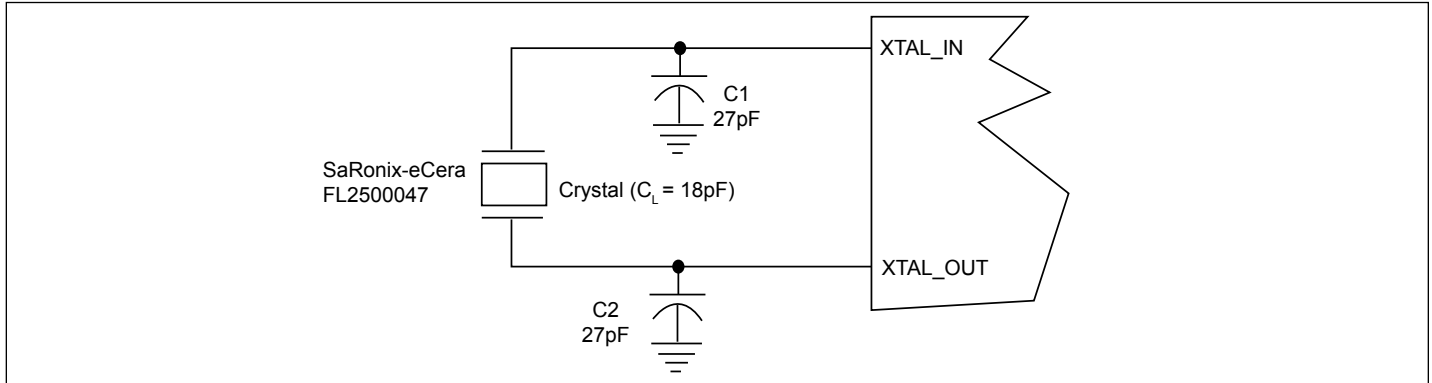 XTAL_IN
C1
27pF
SaRonix-eCera
FL2500047
Crystal (CL = 18pF)
XTAL_OUT
C2
27pF